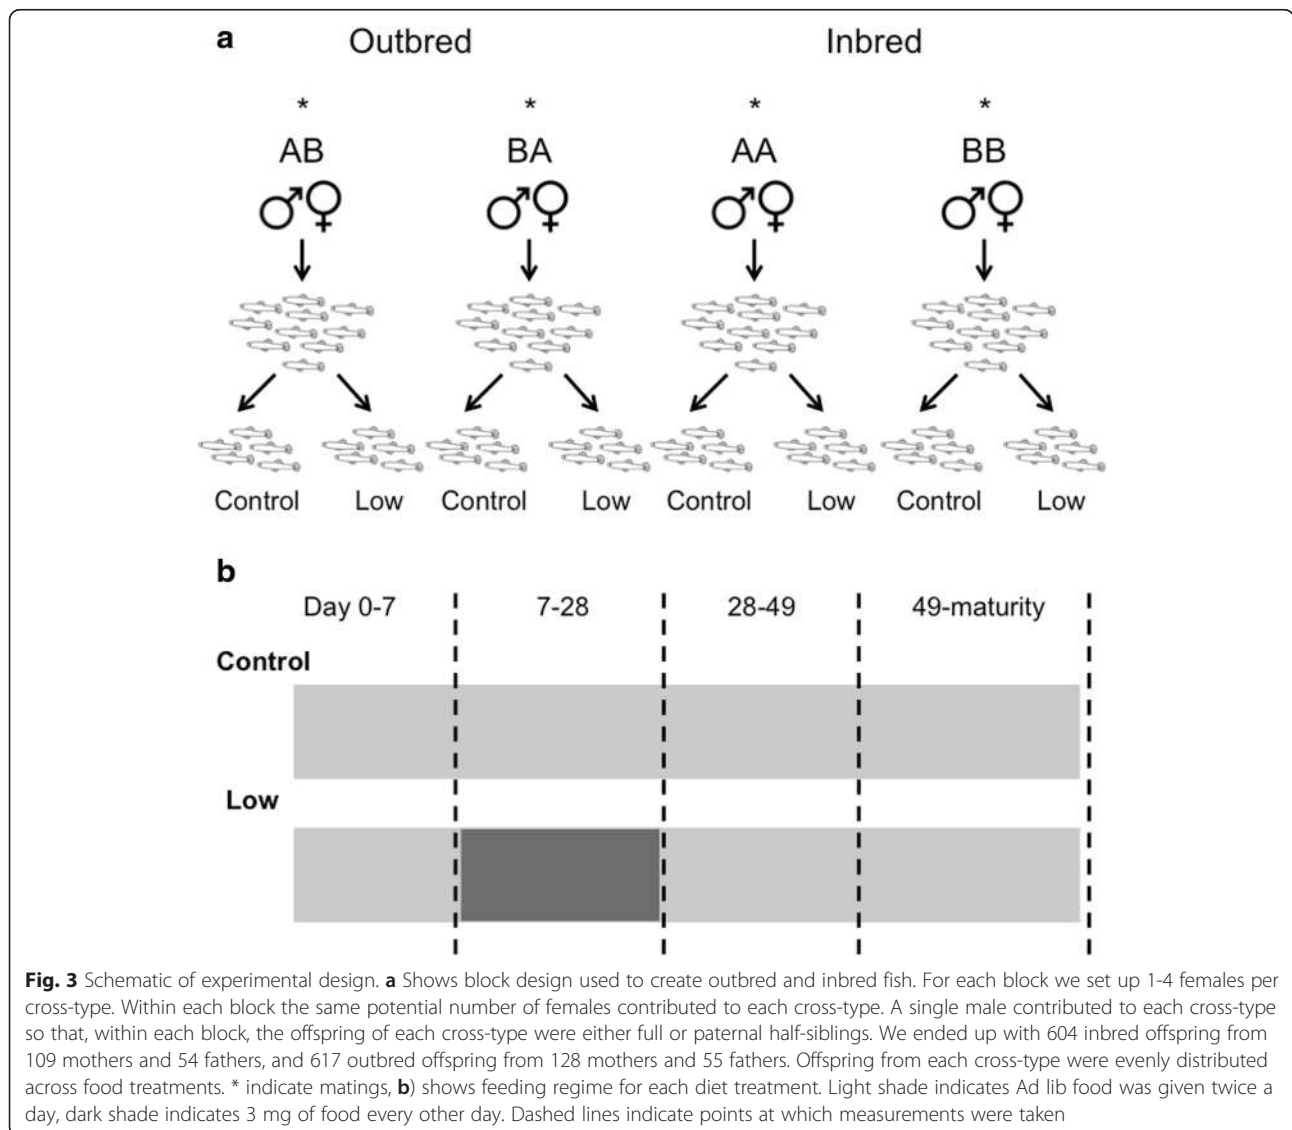 a
Outbred Inbred
* * * *
AB BA AA BB
♂♀ ♂♀ ♂♀ ♂♀
Control Low Control Low Control Low Control Low
b
Day 0-7 7-28 28-49 49-maturity
Control
Low
Fig. 3 Schematic of experimental design. a Shows block design used to create outbred and inbred fish. For each block we set up 1-4 females per
cross-type. Within each block the same potential number of females contributed to each cross-type. A single male contributed to each cross-type
so that, within each block, the offspring of each cross-type were either full or paternal half-siblings. We ended up with 604 inbred offspring from
109 mothers and 54 fathers, and 617 outbred offspring from 128 mothers and 55 fathers. Offspring from each cross-type were evenly distributed
across food treatments. * indicate matings, b) shows feeding regime for each diet treatment. Light shade indicates Ad lib food was given twice a
day, dark shade indicates 3 mg of food every other day. Dashed lines indicate points at which measurements were taken